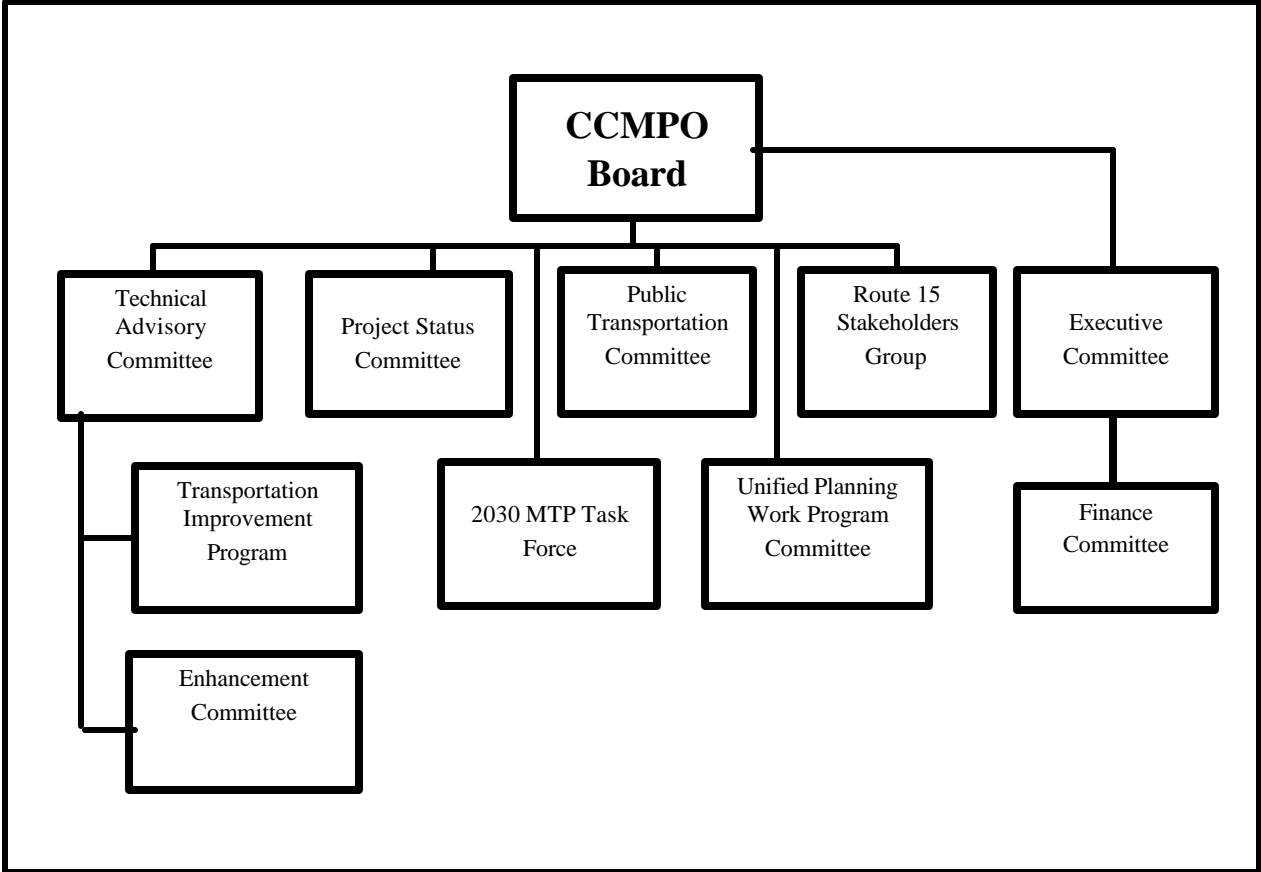 CCMPO
Board
Technical
Advisory
Committee
Project Status
Committee
Public
Transportation
Committee
Route 15
Stakeholders
Group
Executive
Committee
Transportation
Improvement
Program
2030 MTP Task
Force
Unified Planning
Work Program
Committee
Finance
Committee
Enhancement
Committee